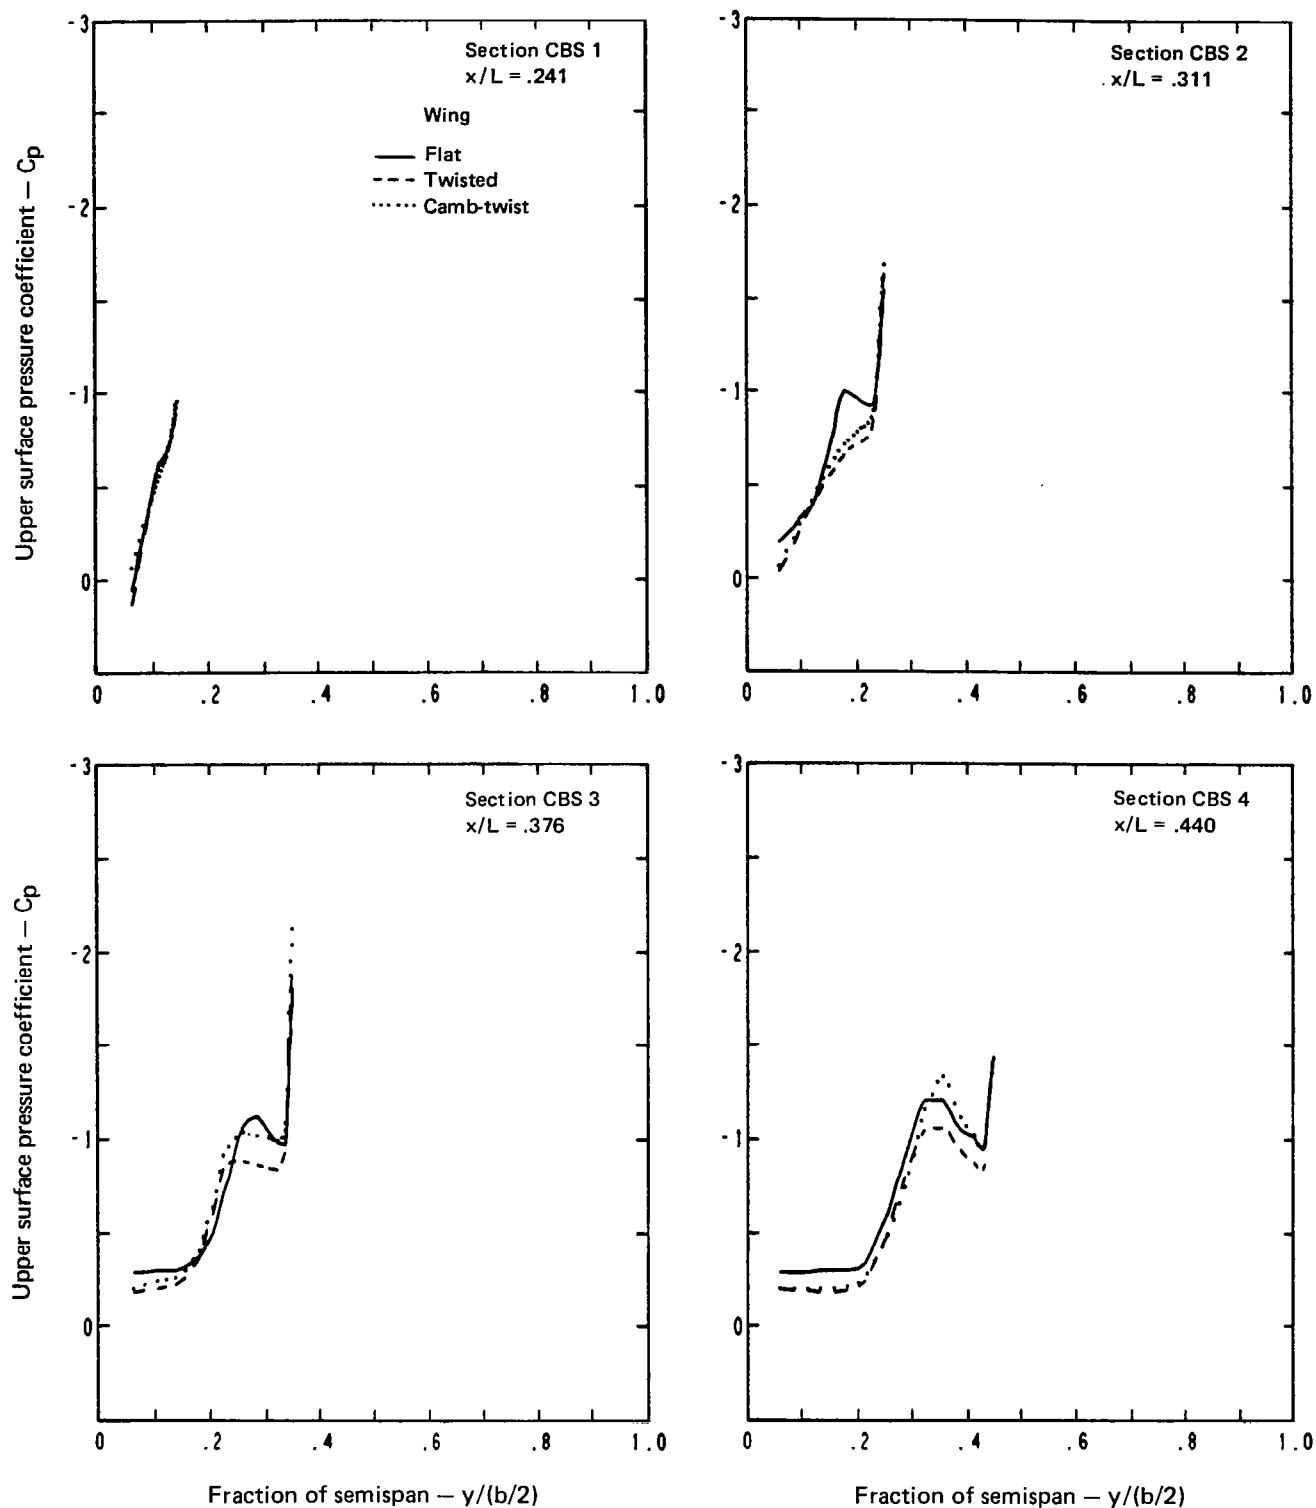 -3
-2
-1
0
0
.2
.4
.6
.8
1.0
Upper surface pressure coefficient — Cp
Section CBS 1
x/L = .241
Wing
Flat
Twisted
Camb-twist
-3
-2
-1
0
0
.2
.4
.6
.8
1.0
Section CBS 2
x/L = .311
-3
-2
-1
0
0
.2
.4
.6
.8
1.0
Upper surface pressure coefficient — Cp
Section CBS 3
x/L = .376
Fraction of semispan — y/(b/2)
-3
-2
-1
0
0
.2
.4
.6
.8
1.0
Section CBS 4
x/L = .440
Fraction of semispan — y/(b/2)